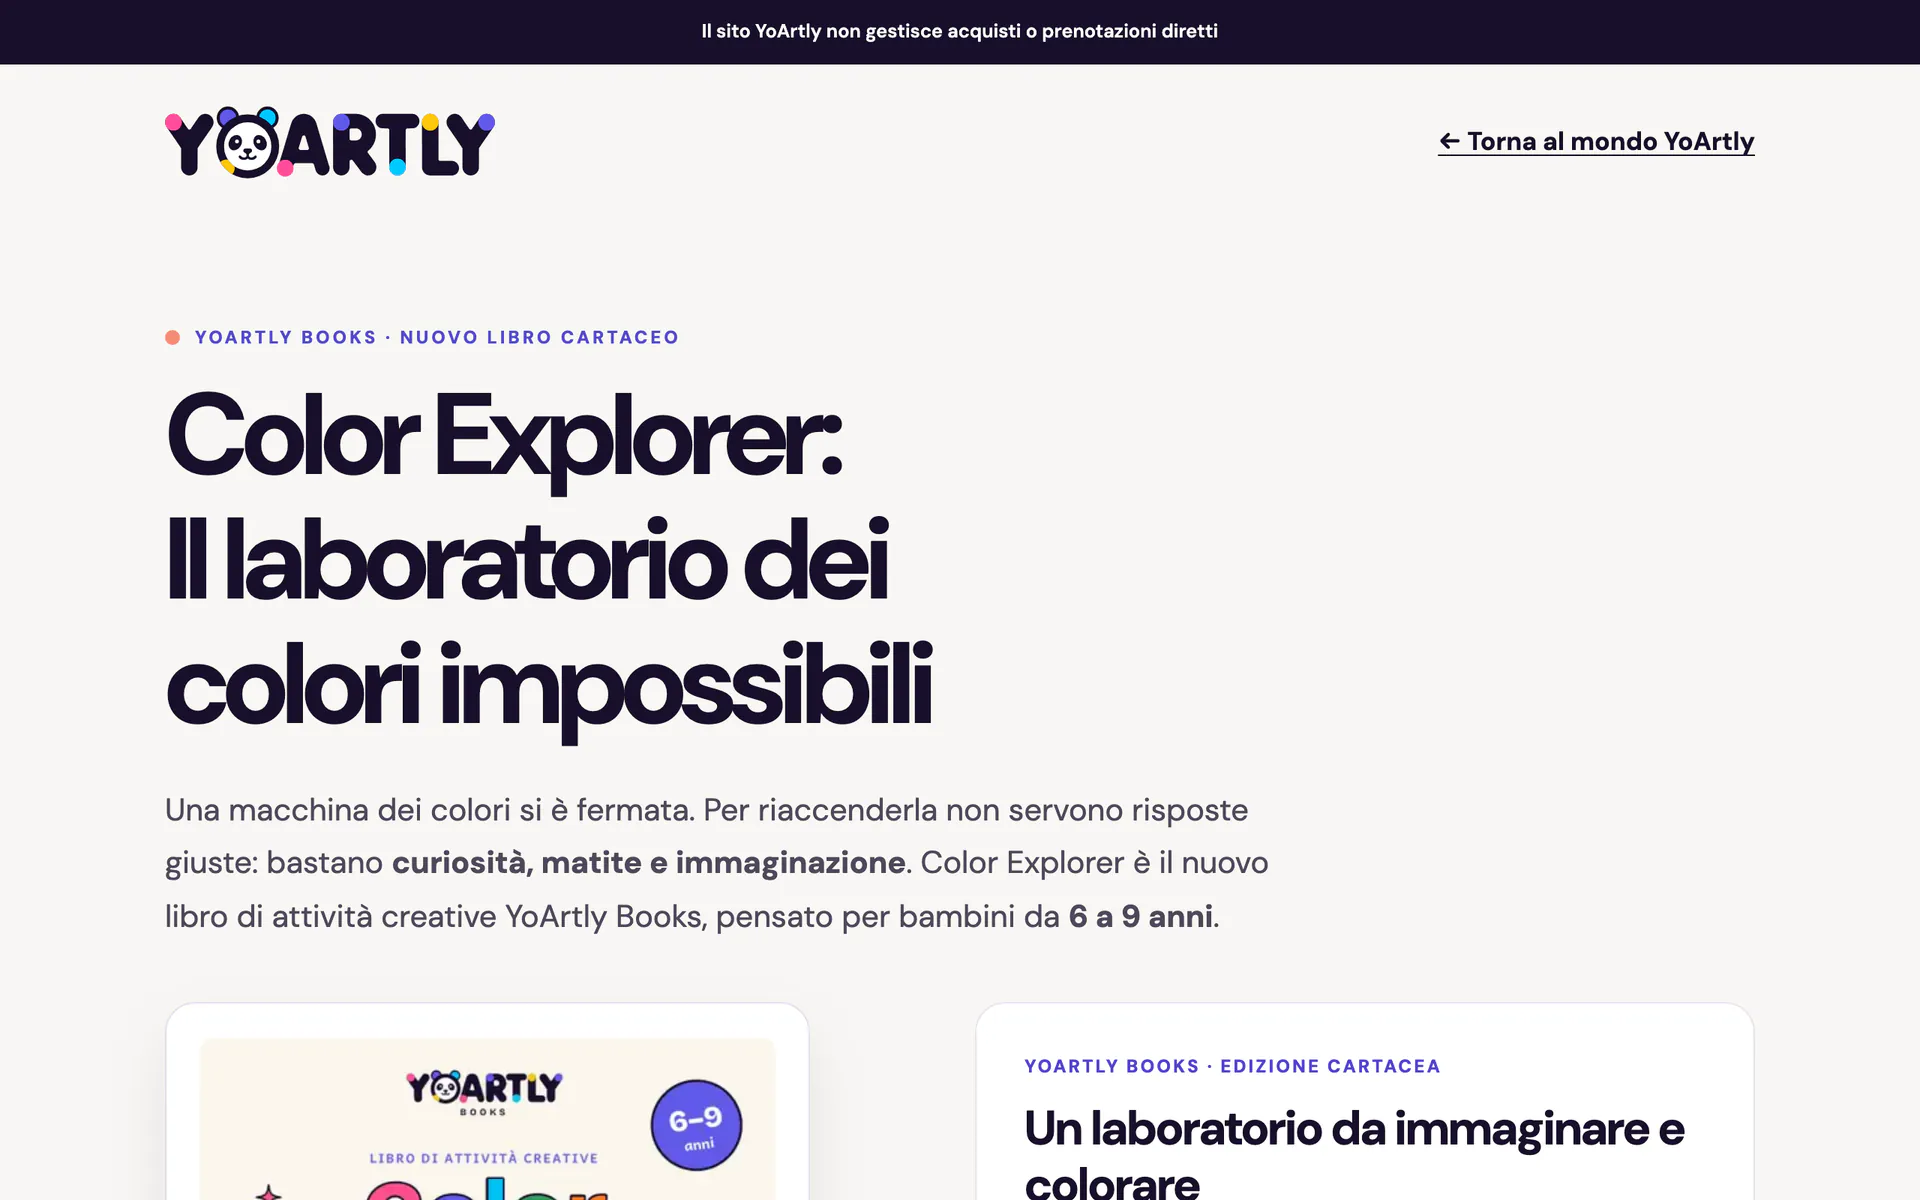 Il sito YoArtly non gestisce acquisti o prenotazioni diretti
YOARTLY
← Torna al mondo YoArtly
YOARTLY BOOKS · NUOVO LIBRO CARTACEO
Color Explorer:
Il laboratorio dei
colori impossibili
Una macchina dei colori si è fermata. Per riaccenderla non servono risposte
giuste: bastano curiosità, matite e immaginazione. Color Explorer è il nuovo
libro di attività creative YoArtly Books, pensato per bambini da 6 a 9 anni.
YOARTLY
BOOKS
6–9
anni
LIBRO DI ATTIVITÀ CREATIVE
Color
YOARTLY BOOKS · EDIZIONE CARTACEA
Un laboratorio da immaginare e
colorare